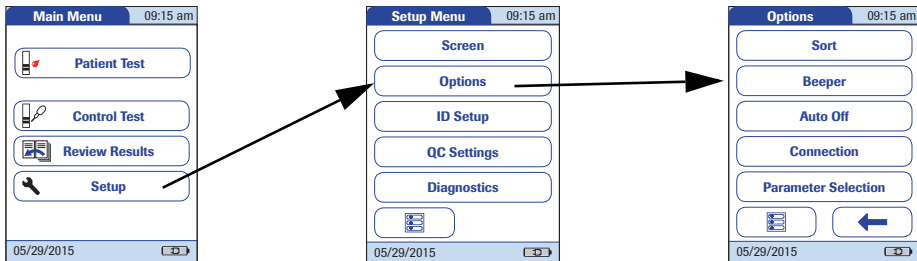 Main Menu 09:15 am
Patient Test
Control Test
Review Results
Setup
05/29/2015
Setup Menu 09:15 am
Screen
Options
ID Setup
QC Settings
Diagnostics
05/29/2015
Options 09:15 am
Sort
Beeper
Auto Off
Connection
Parameter Selection
05/29/2015